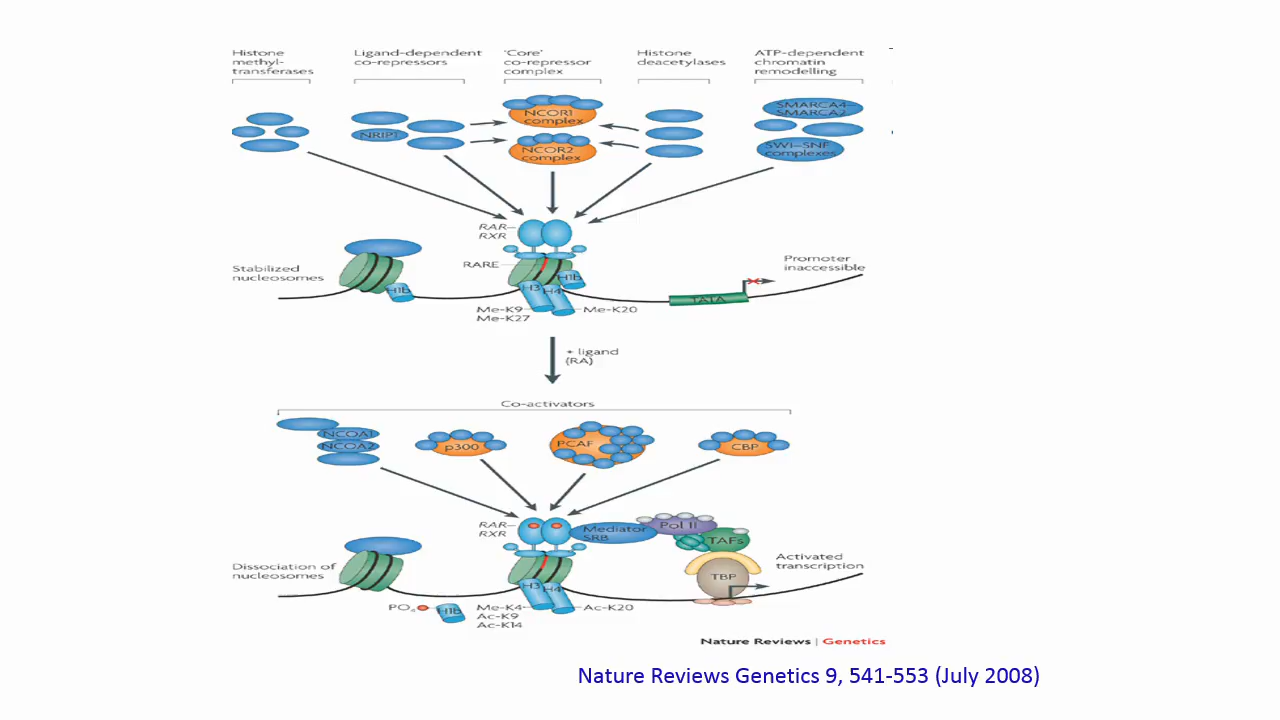 Histone
methyl-
transferases
Ligand-dependent
co-repressors
'Core'
co-repressor
complex
Histone
deacetylases
ATP-dependent
chromatin
remodelling
NRIP1
NCOR1
complex
NCOR2
complex
SMARCA4–
SMARCA2
SWI–SNF
complexes
RAR–
RXR
RARE
Stabilized
nucleosomes
H1b
H1b
H3
H4
Me-K9
Me-K27
Me-K20
TATA
Promoter
inaccessible
+ ligand
(RA)
Co-activators
NCOA1
NCOA2
p300
PCAF
CBP
RAR–
RXR
Mediator
SRB
Pol II
TAFs
TBP
Activated
transcription
Dissociation of
nucleosomes
PO4
H1b
H3
H4
Me-K4
Ac-K9
Ac-K14
Ac-K20
Nature Reviews | Genetics
Nature Reviews Genetics 9, 541-553 (July 2008)